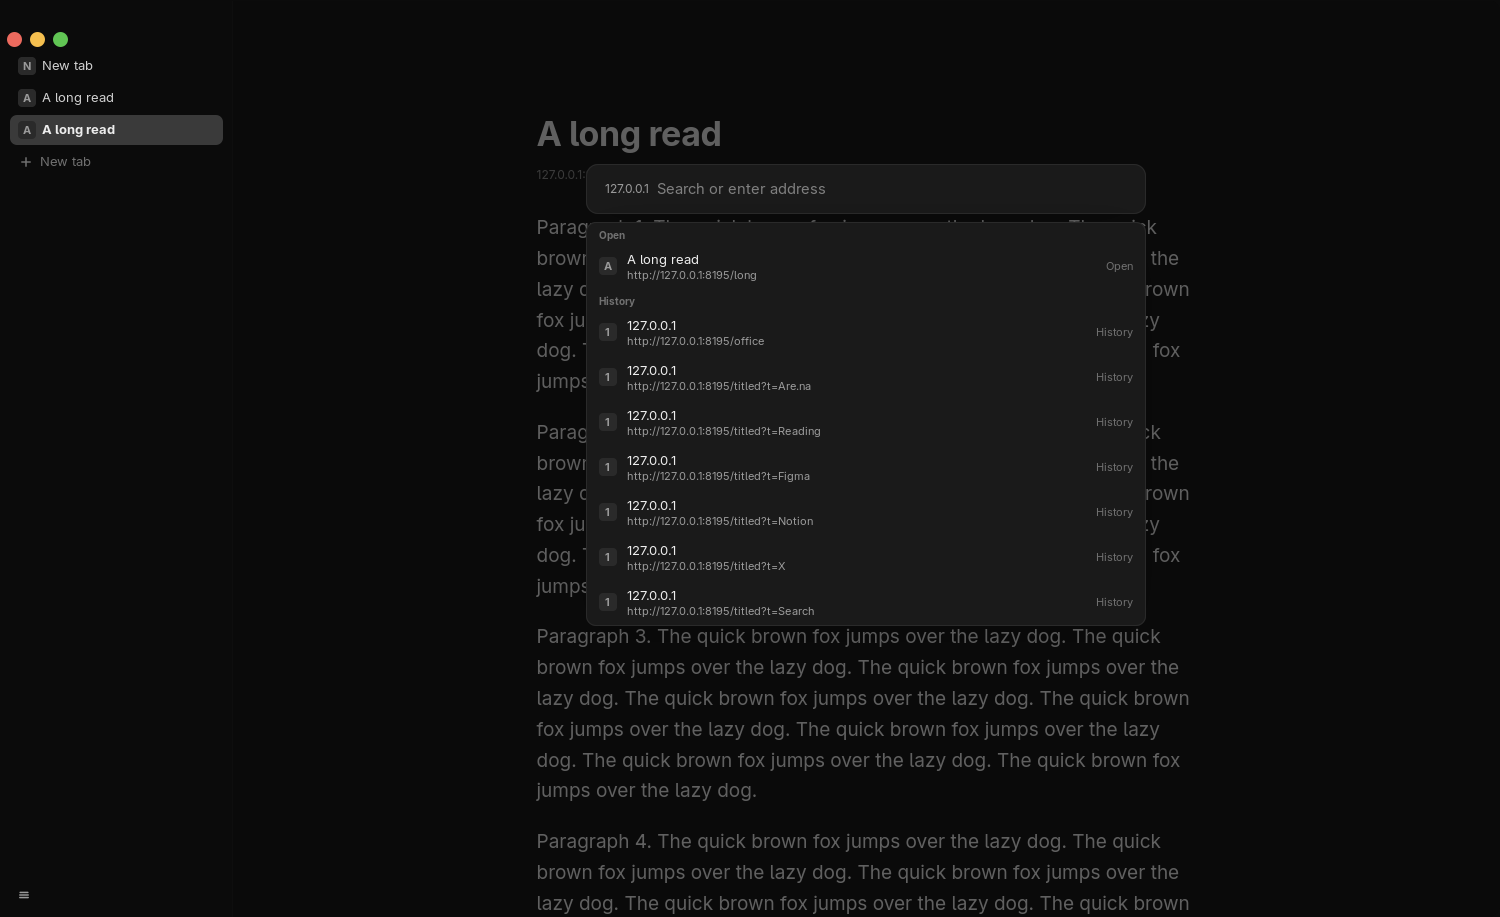 N New tab
A A long read
A A long read
+ New tab
A long read
127.0.0.1:
127.0.0.1 Search or enter address
Open
A A long read Open
http://127.0.0.1:8195/long
History
1 127.0.0.1 History
http://127.0.0.1:8195/office
1 127.0.0.1 History
http://127.0.0.1:8195/titled?t=Are.na
1 127.0.0.1 History
http://127.0.0.1:8195/titled?t=Reading
1 127.0.0.1 History
http://127.0.0.1:8195/titled?t=Figma
1 127.0.0.1 History
http://127.0.0.1:8195/titled?t=Notion
1 127.0.0.1 History
http://127.0.0.1:8195/titled?t=X
1 127.0.0.1 History
http://127.0.0.1:8195/titled?t=Search
Paragraph 3. The quick brown fox jumps over the lazy dog. The quick
brown fox jumps over the lazy dog. The quick brown fox jumps over the
lazy dog. The quick brown fox jumps over the lazy dog. The quick brown
fox jumps over the lazy dog. The quick brown fox jumps over the lazy
dog. The quick brown fox jumps over the lazy dog. The quick brown fox
jumps over the lazy dog.
Paragraph 4. The quick brown fox jumps over the lazy dog. The quick
brown fox jumps over the lazy dog. The quick brown fox jumps over the
lazy dog. The quick brown fox jumps over the lazy dog. The quick brown